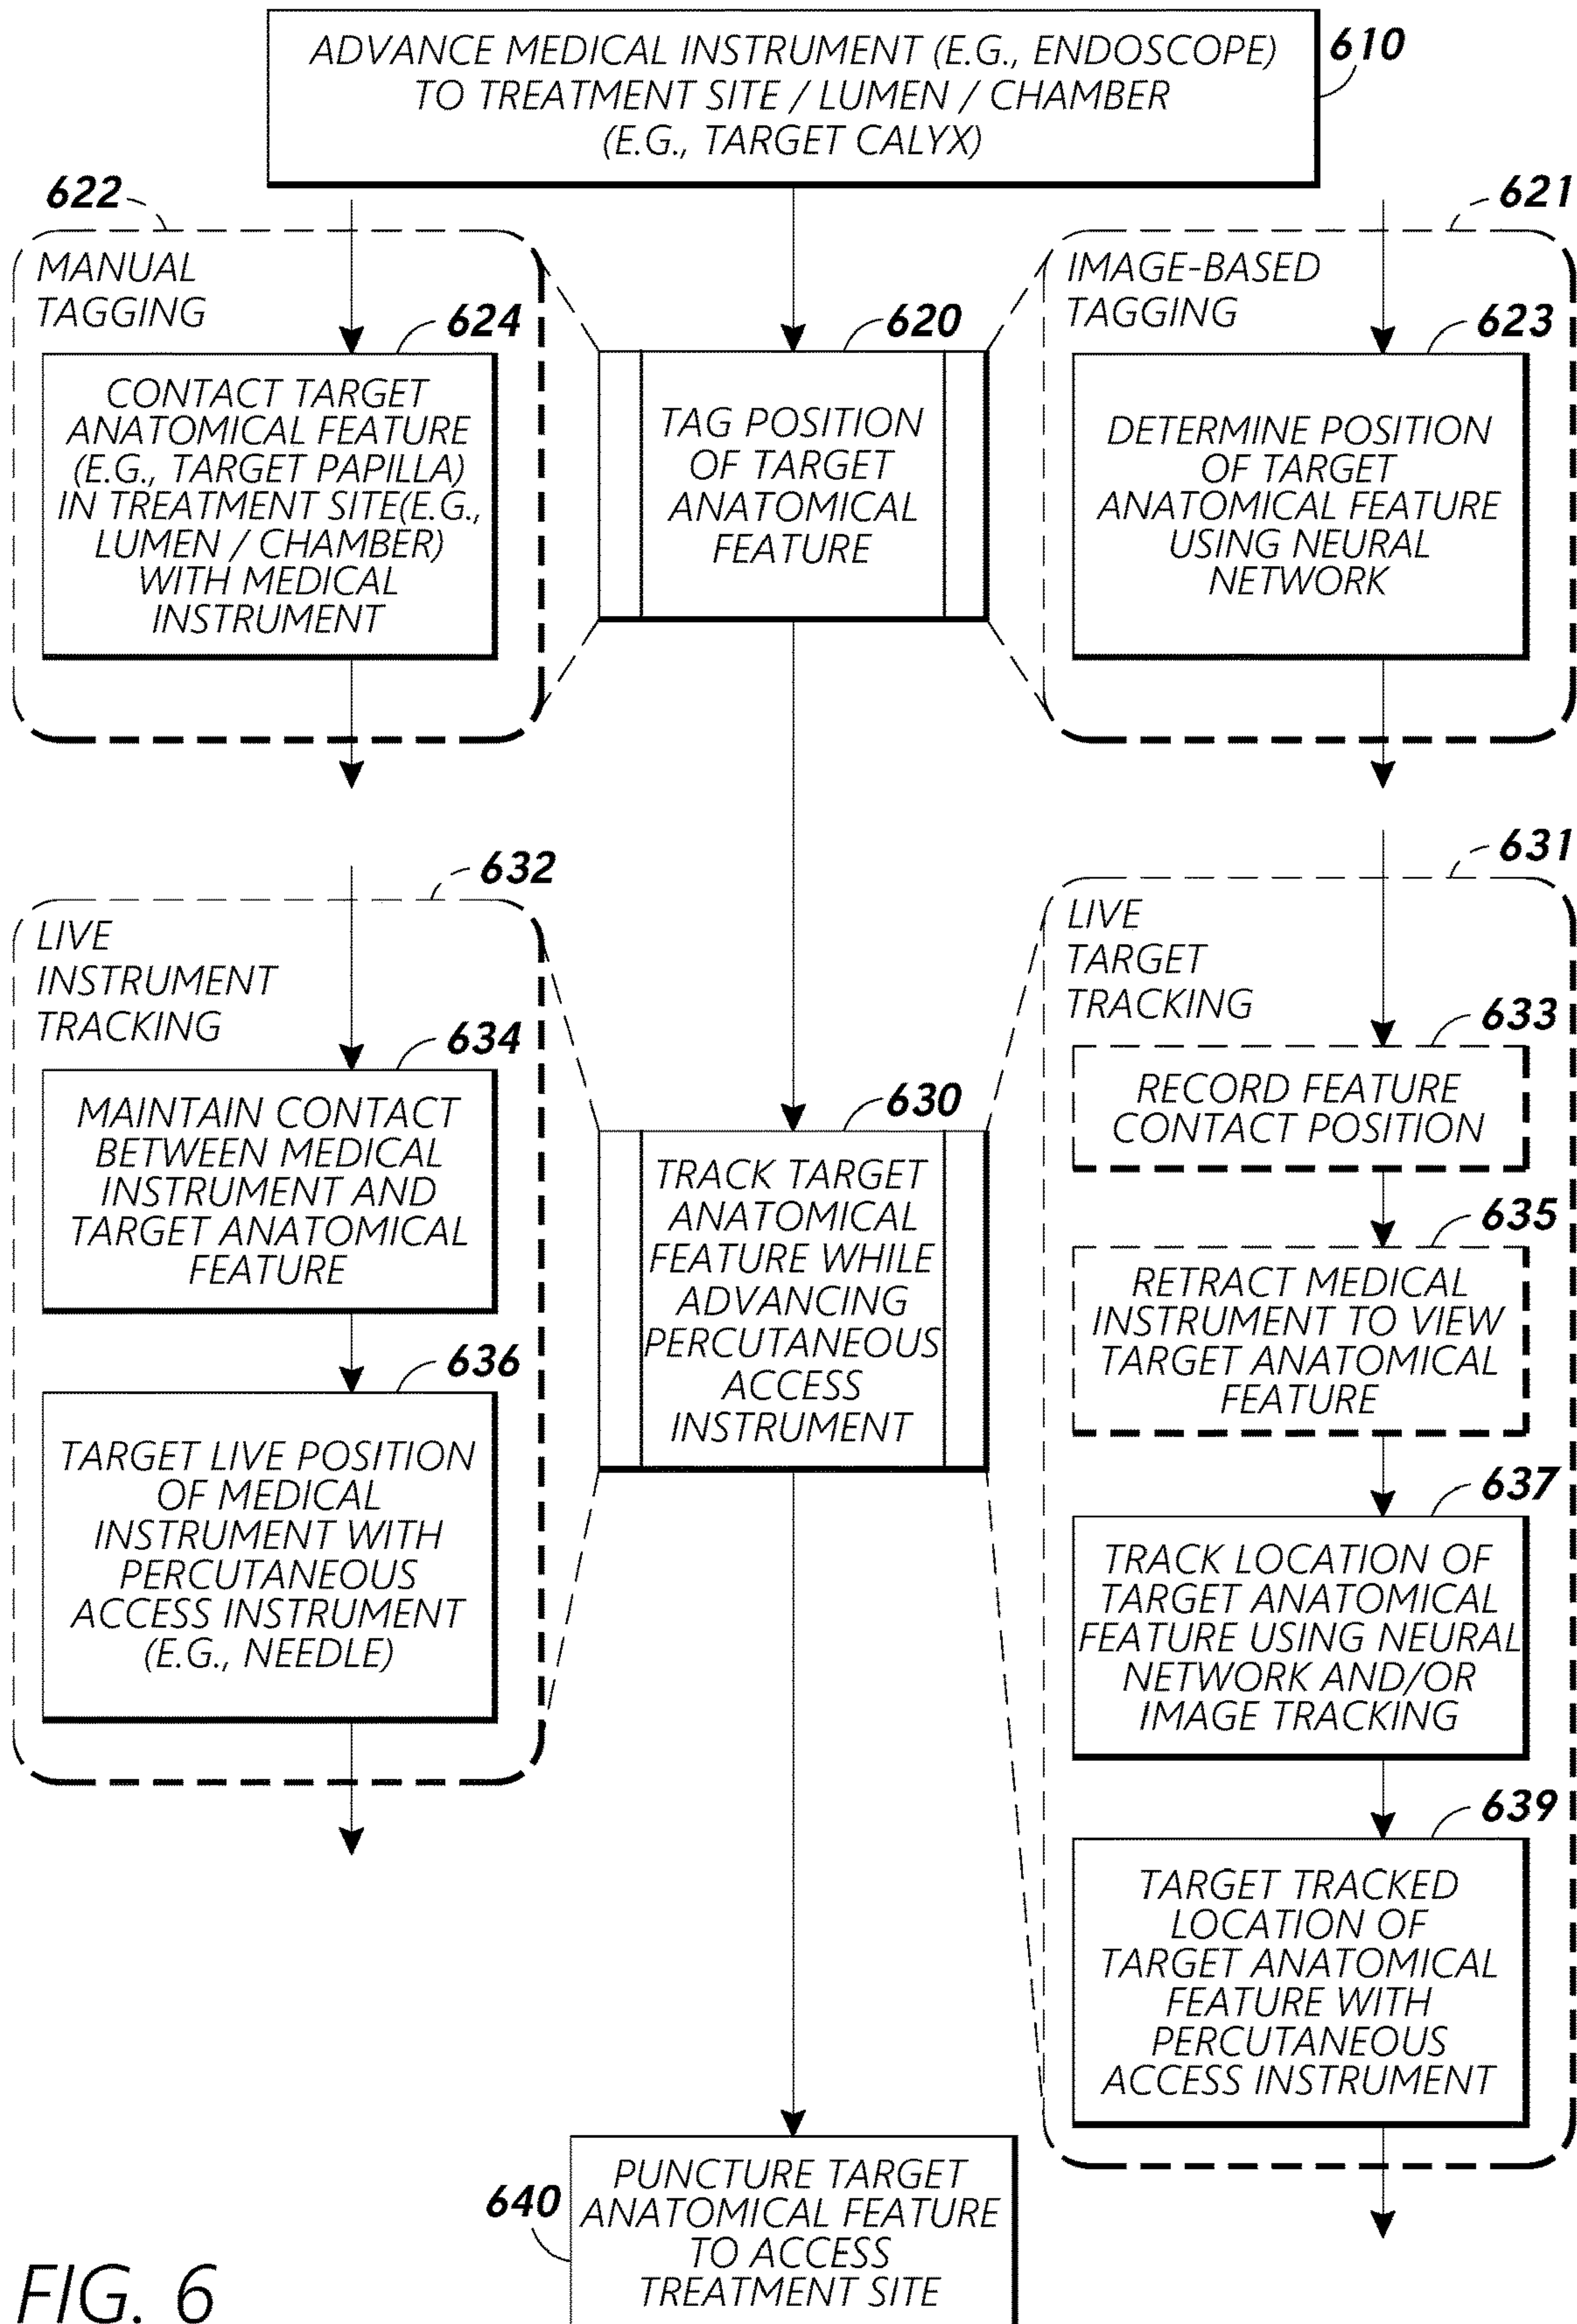 ADVANCE MEDICAL INSTRUMENT (E.G., ENDOSCOPE)
TO TREATMENT SITE / LUMEN / CHAMBER
(E.G., TARGET CALYX)
610
622
MANUAL
TAGGING
624
CONTACT TARGET
ANATOMICAL FEATURE
(E.G., TARGET PAPILLA)
IN TREATMENT SITE(E.G.,
LUMEN / CHAMBER)
WITH MEDICAL
INSTRUMENT
620
TAG POSITION
OF TARGET
ANATOMICAL
FEATURE
621
IMAGE-BASED
TAGGING
623
DETERMINE POSITION
OF TARGET
ANATOMICAL FEATURE
USING NEURAL
NETWORK
632
LIVE
INSTRUMENT
TRACKING
634
MAINTAIN CONTACT
BETWEEN MEDICAL
INSTRUMENT AND
TARGET ANATOMICAL
FEATURE
636
TARGET LIVE POSITION
OF MEDICAL
INSTRUMENT WITH
PERCUTANEOUS
ACCESS INSTRUMENT
(E.G., NEEDLE)
630
TRACK TARGET
ANATOMICAL
FEATURE WHILE
ADVANCING
PERCUTANEOUS
ACCESS
INSTRUMENT
631
LIVE
TARGET
TRACKING
633
RECORD FEATURE
CONTACT POSITION
635
RETRACT MEDICAL
INSTRUMENT TO VIEW
TARGET ANATOMICAL
FEATURE
637
TRACK LOCATION OF
TARGET ANATOMICAL
FEATURE USING NEURAL
NETWORK AND/OR
IMAGE TRACKING
639
TARGET TRACKED
LOCATION OF
TARGET ANATOMICAL
FEATURE WITH
PERCUTANEOUS
ACCESS INSTRUMENT
640
PUNCTURE TARGET
ANATOMICAL FEATURE
TO ACCESS
TREATMENT SITE
FIG. 6